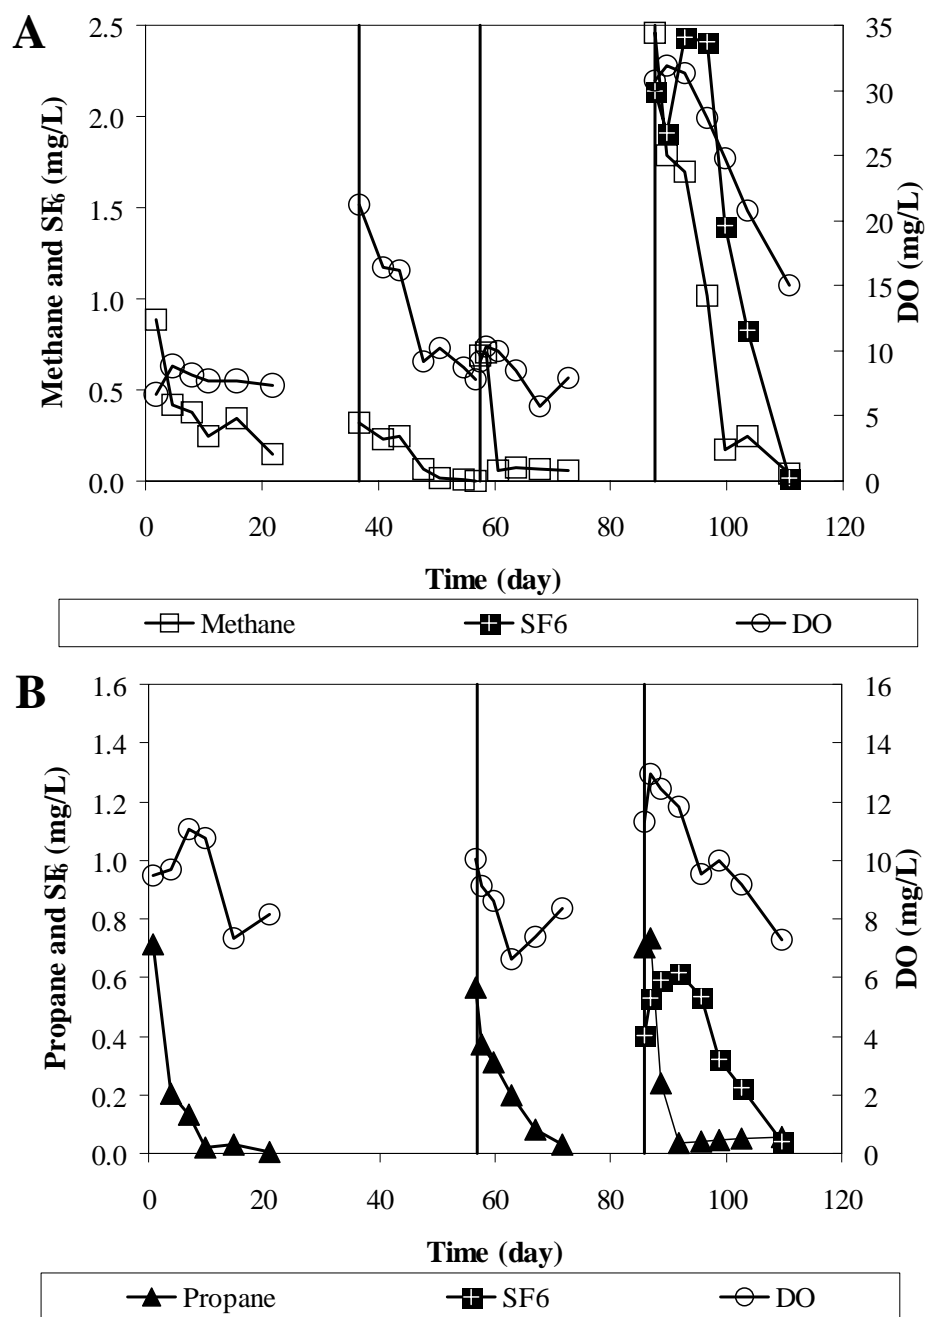 A
Methane and SF6 (mg/L)
2.5
2.0
1.5
1.0
0.5
0.0
35
30
25
20
15
10
5
0
DO (mg/L)
0 20 40 60 80 100 120
Time (day)
Methane SF6 DO
B
Propane and SF6 (mg/L)
1.6
1.4
1.2
1.0
0.8
0.6
0.4
0.2
0.0
16
14
12
10
8
6
4
2
0
DO (mg/L)
0 20 40 60 80 100 120
Time (day)
Propane SF6 DO